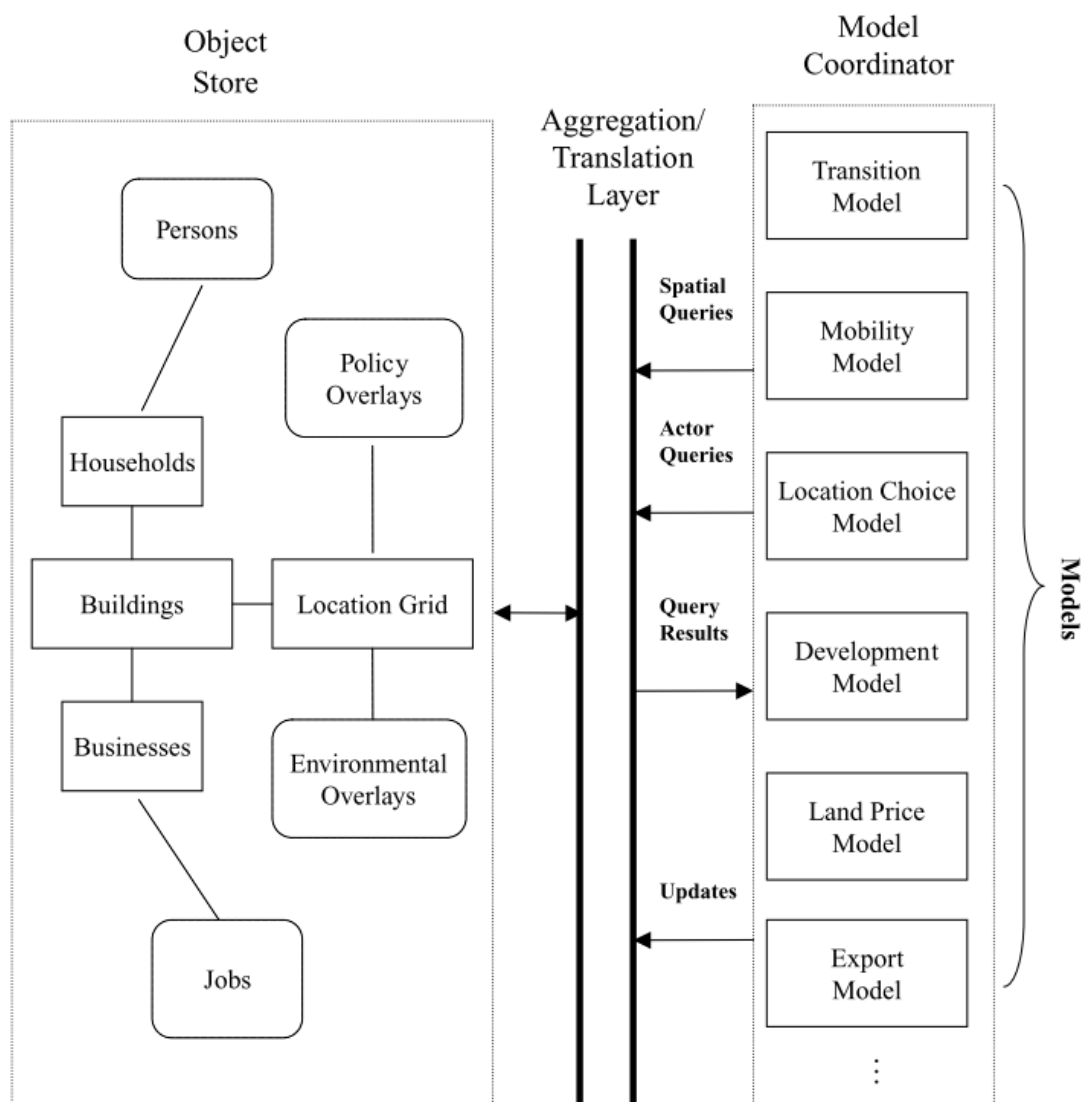 Object
Store
Persons
Policy
Overlays
Households
Buildings
Location Grid
Businesses
Environmental
Overlays
Jobs
Aggregation/
Translation
Layer
Spatial
Queries
Actor
Queries
Query
Results
Updates
Model
Coordinator
Transition
Model
Mobility
Model
Location Choice
Model
Development
Model
Land Price
Model
Export
Model
⋮
Models